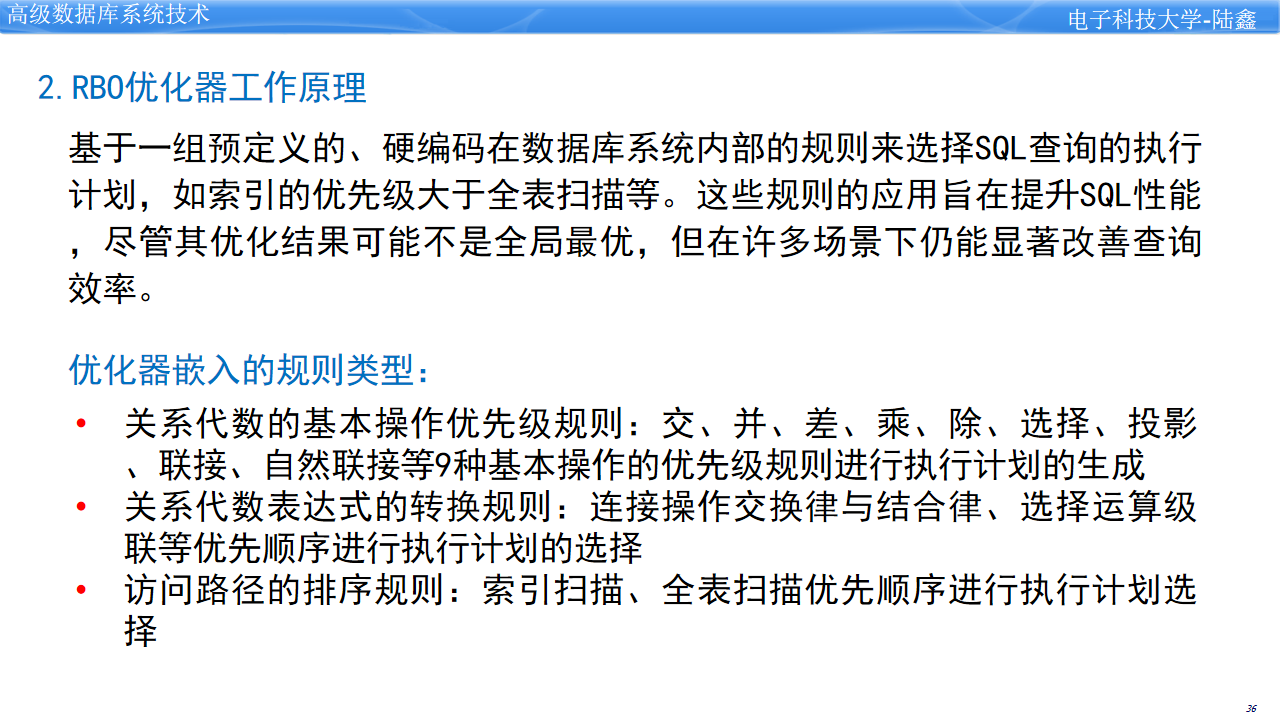 高级数据库系统技术
电子科技大学-陆鑫
2.RBO优化器工作原理
基于一组预定义的、硬编码在数据库系统内部的规则来选择SQL查询的执行
计划，如索引的优先级大于全表扫描等。这些规则的应用旨在提升SQL性能
，尽管其优化结果可能不是全局最优，但在许多场景下仍能显著改善查询
效率。
优化器嵌入的规则类型：
• 关系代数的基本操作优先级规则：交、并、差、乘、除、选择、投影
、联接、自然联接等9种基本操作的优先级规则进行执行计划的生成
• 关系代数表达式的转换规则：连接操作交换律与结合律、选择运算级
联等优先顺序进行执行计划的选择
• 访问路径的排序规则：索引扫描、全表扫描优先顺序进行执行计划选
择
36